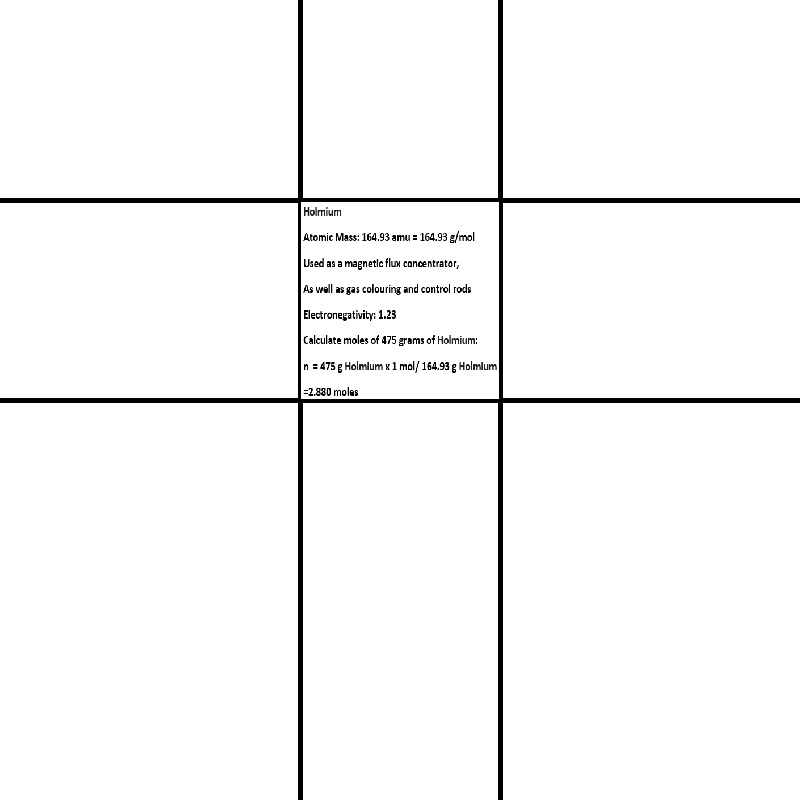 Holmium
Atomic Mass: 164.93 amu = 164.93 g/mol
Used as a magnetic flux concentrator,
As well as gas colouring and control rods
Electronegativity: 1.23
Calculate moles of 475 grams of Holmium:
n = 475 g Holmium x 1 mol/ 164.93 g Holmium
=2.880 moles